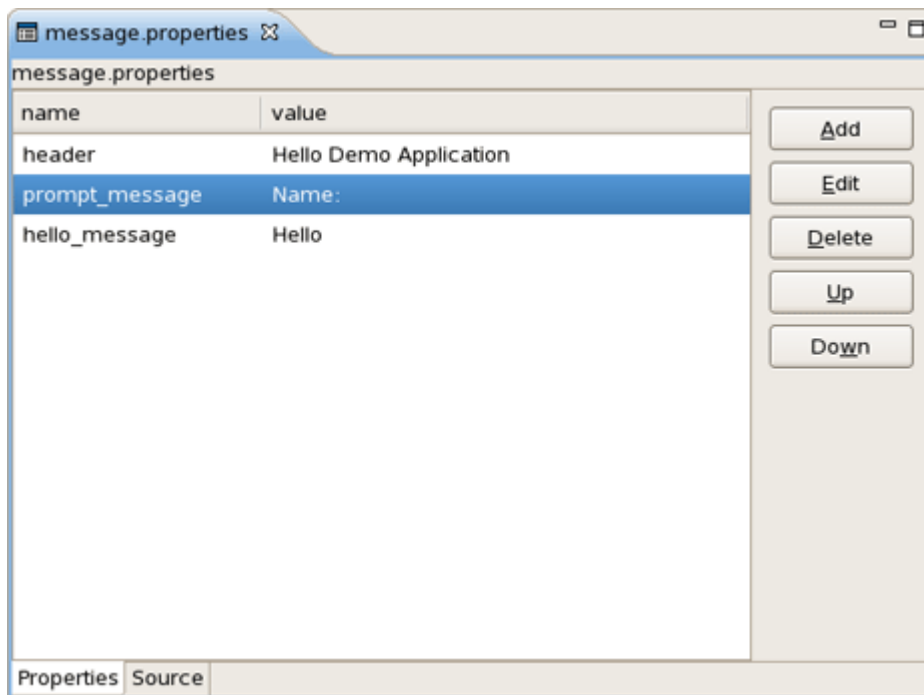 message.properties
message.properties
name value
header Hello Demo Application
prompt_message Name:
hello_message Hello
Add
Edit
Delete
Up
Down
Properties Source